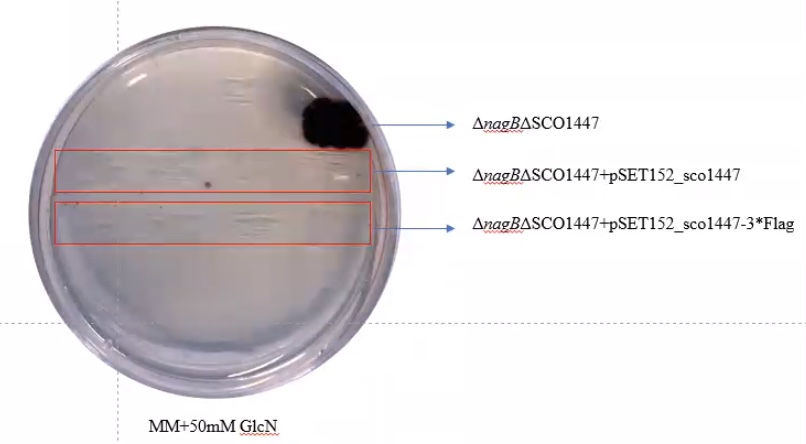 ΔnagBΔSCO1447
ΔnagBΔSCO1447+pSET152_sco1447
ΔnagBΔSCO1447+pSET152_sco1447-3*Flag
MM+50mM GlcN